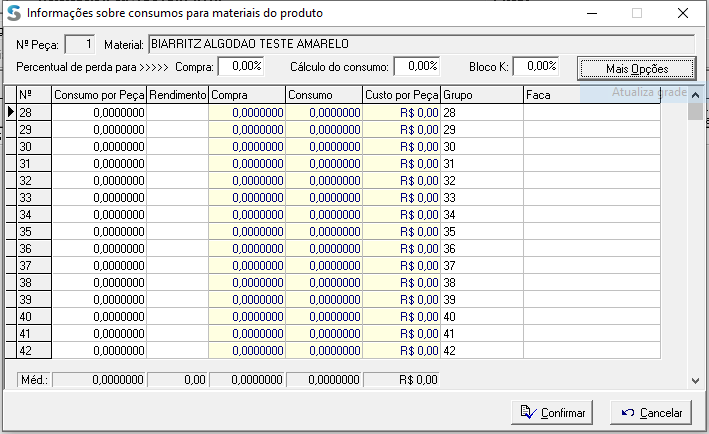 Informações sobre consumos para materiais do produto
Nº Peça: 1 Material: BIARRITZ ALGODAO TESTE AMARELO
Percentual de perda para >>>>> Compra: 0,00% Cálculo do consumo: 0,00% Bloco K: 0,00% Mais Opções
Atualiza grade
Nº Consumo por Peça Rendimento Compra Consumo Custo por Peça Grupo Faca
28 0,0000000 0,0000000 0,0000000 R$ 0,00 28
29 0,0000000 0,0000000 0,0000000 R$ 0,00 29
30 0,0000000 0,0000000 0,0000000 R$ 0,00 30
31 0,0000000 0,0000000 0,0000000 R$ 0,00 31
32 0,0000000 0,0000000 0,0000000 R$ 0,00 32
33 0,0000000 0,0000000 0,0000000 R$ 0,00 33
34 0,0000000 0,0000000 0,0000000 R$ 0,00 34
35 0,0000000 0,0000000 0,0000000 R$ 0,00 35
36 0,0000000 0,0000000 0,0000000 R$ 0,00 36
37 0,0000000 0,0000000 0,0000000 R$ 0,00 37
38 0,0000000 0,0000000 0,0000000 R$ 0,00 38
39 0,0000000 0,0000000 0,0000000 R$ 0,00 39
40 0,0000000 0,0000000 0,0000000 R$ 0,00 40
41 0,0000000 0,0000000 0,0000000 R$ 0,00 41
42 0,0000000 0,0000000 0,0000000 R$ 0,00 42
Méd.: 0,0000000 0,00 0,0000000 0,0000000 R$ 0,00
Confirmar Cancelar